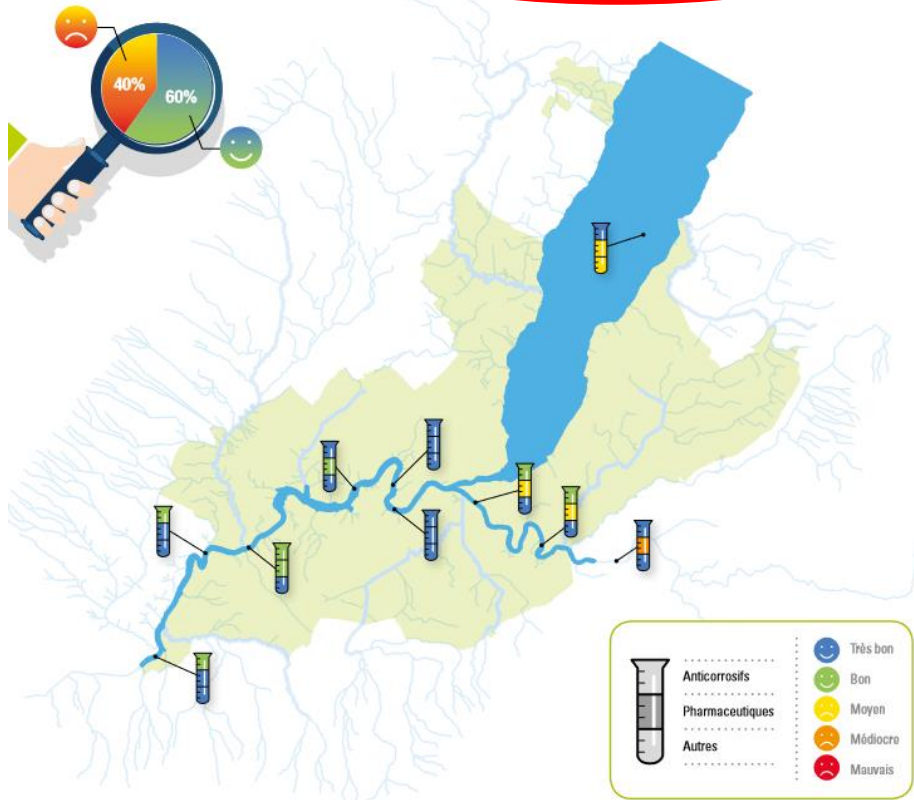 40%
60%
Anticorrosifs
Pharmaceutiques
Autres
Très bon
Bon
Moyen
Médiocre
Mauvais